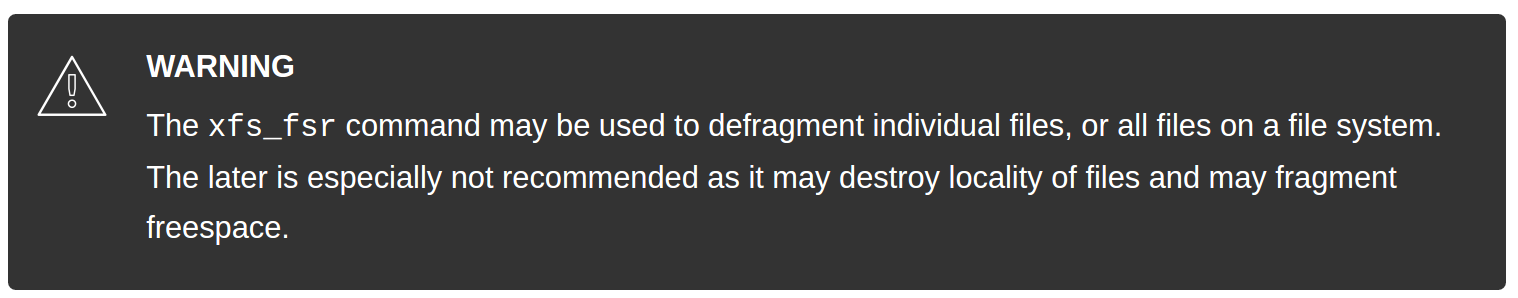 WARNING
The xfs_fsr command may be used to defragment individual files, or all files on a file system.
The later is especially not recommended as it may destroy locality of files and may fragment
freespace.